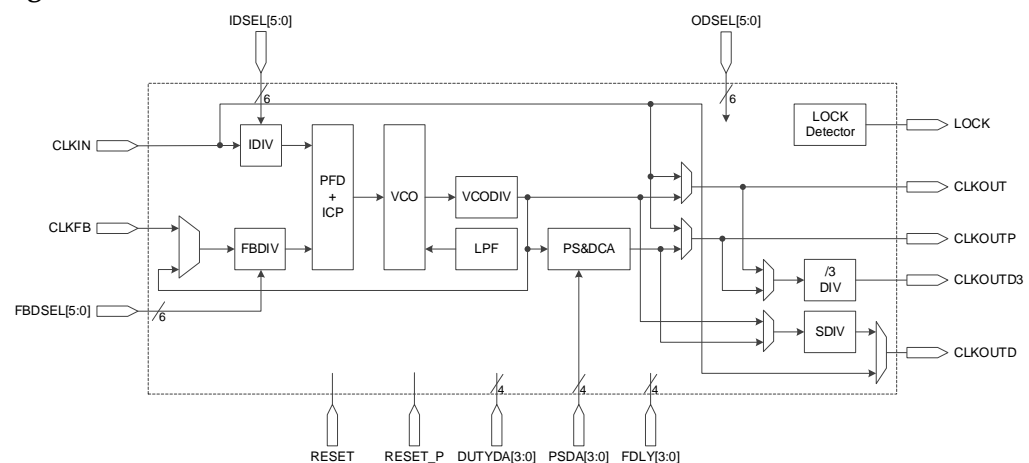 IDSEL[5:0]
ODSEL[5:0]
6
6
CLKIN
IDIV
PFD
+
ICP
VCO
VCODIV
LOCK
Detector
LOCK
CLKOUT
CLKFB
FBDIV
LPF
PS&DCA
CLKOUTP
/3
DIV
CLKOUTD3
FBDSEL[5:0]
6
SDIV
CLKOUTD
4
4
4
RESET
RESET_P
DUTYDA[3:0]
PSDA[3:0]
FDLY[3:0]